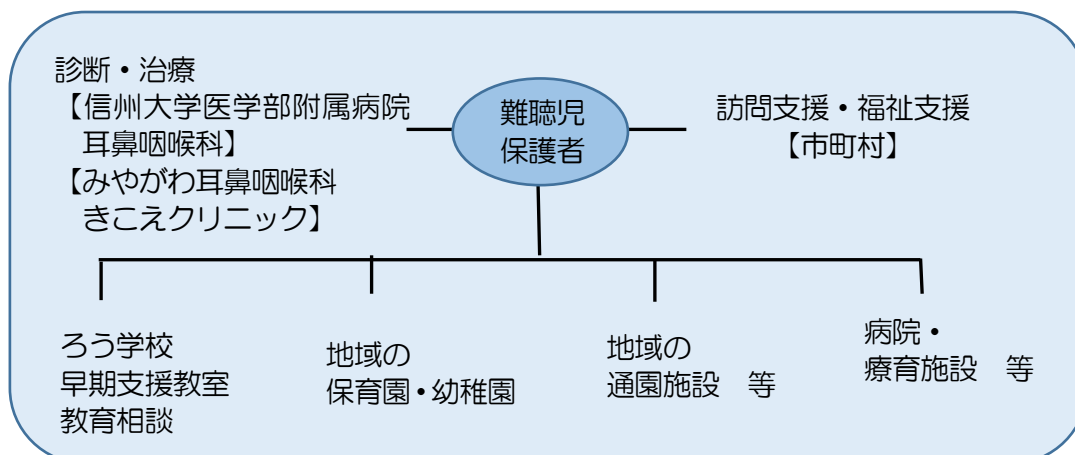 診断・治療
【信州大学医学部附属病院
耳鼻咽喉科】
【みやがわ耳鼻咽喉科
きこえクリニック】
難聴児
保護者
訪問支援・福祉支援
【市町村】
ろう学校
早期支援教室
教育相談
地域の
保育園・幼稚園
地域の
通園施設　等
病院・
療育施設　等